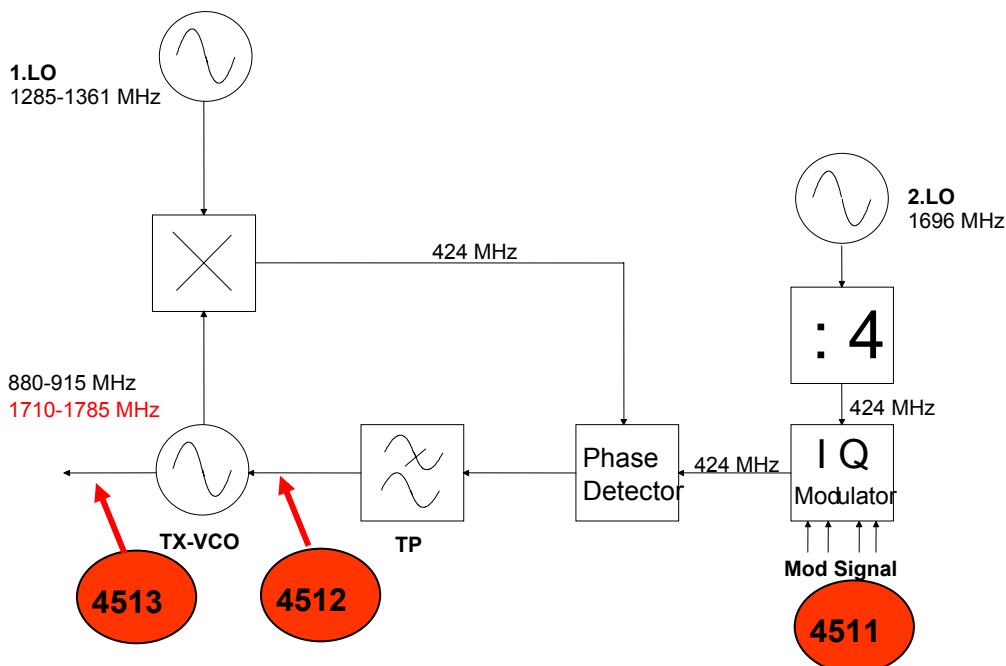 1.LO
1285-1361 MHz
2.LO
1696 MHz
424 MHz
: 4
880-915 MHz
1710-1785 MHz
424 MHz
Phase
Detector
424 MHz
I Q
Modulator
TX-VCO
TP
Mod Signal
4513
4512
4511